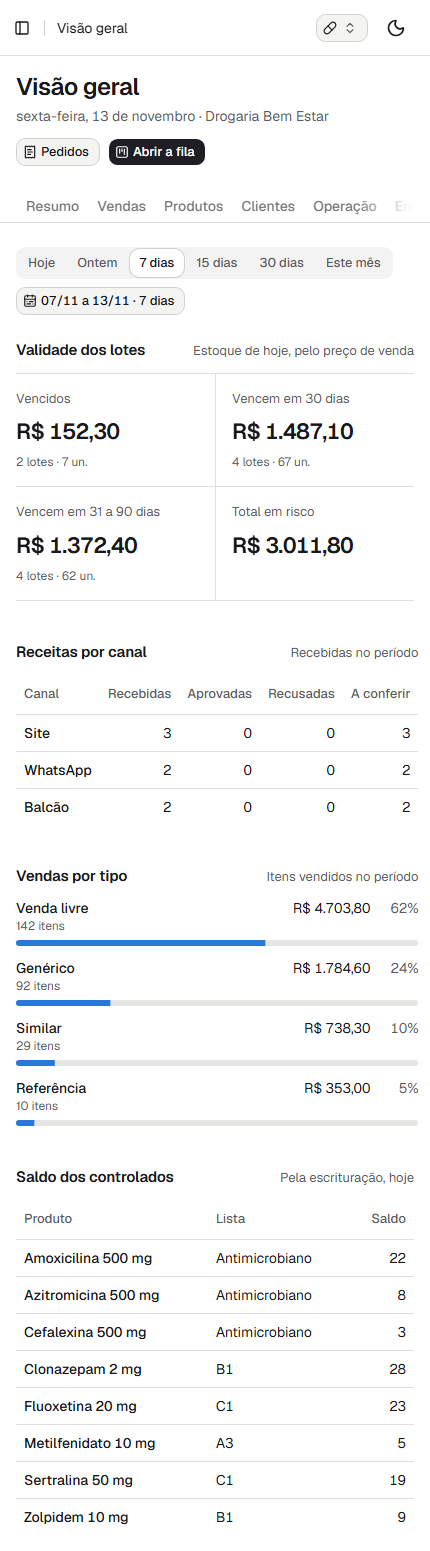 Visão geral
Visão geral
sexta-feira, 13 de novembro · Drogaria Bem Estar
Pedidos
Abrir a fila
Resumo Vendas Produtos Clientes Operação
Hoje Ontem 7 dias 15 dias 30 dias Este mês
07/11 a 13/11 · 7 dias
Validade dos lotes Estoque de hoje, pelo preço de venda
Vencidos
R$ 152,30
2 lotes · 7 un.
Vencem em 30 dias
R$ 1.487,10
4 lotes · 67 un.
Vencem em 31 a 90 dias
R$ 1.372,40
4 lotes · 62 un.
Total em risco
R$ 3.011,80
Receitas por canal Recebidas no período
Canal Recebidas Aprovadas Recusadas A conferir
Site 3 0 0 3
WhatsApp 2 0 0 2
Balcão 2 0 0 2
Vendas por tipo Itens vendidos no período
Venda livre R$ 4.703,80 62%
142 itens
Genérico R$ 1.784,60 24%
92 itens
Similar R$ 738,30 10%
29 itens
Referência R$ 353,00 5%
10 itens
Saldo dos controlados Pela escrituração, hoje
Produto Lista Saldo
Amoxicilina 500 mg Antimicrobiano 22
Azitromicina 500 mg Antimicrobiano 8
Cefalexina 500 mg Antimicrobiano 3
Clonazepam 2 mg B1 28
Fluoxetina 20 mg C1 23
Metilfenidato 10 mg A3 5
Sertralina 50 mg C1 19
Zolpidem 10 mg B1 9